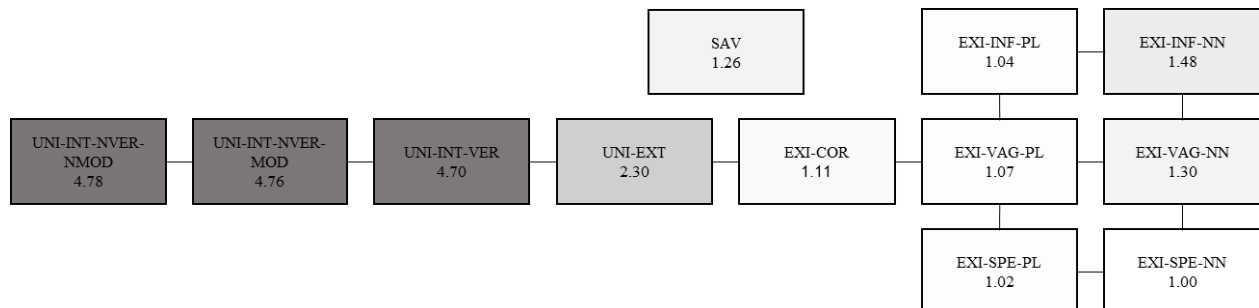 SAV
1.26
EXI-INF-PL
1.04
EXI-INF-NN
1.48
UNI-INT-NVER-
NMOD
4.78
UNI-INT-NVER-
MOD
4.76
UNI-INT-VER
4.70
UNI-EXT
2.30
EXI-COR
1.11
EXI-VAG-PL
1.07
EXI-VAG-NN
1.30
EXI-SPE-PL
1.02
EXI-SPE-NN
1.00